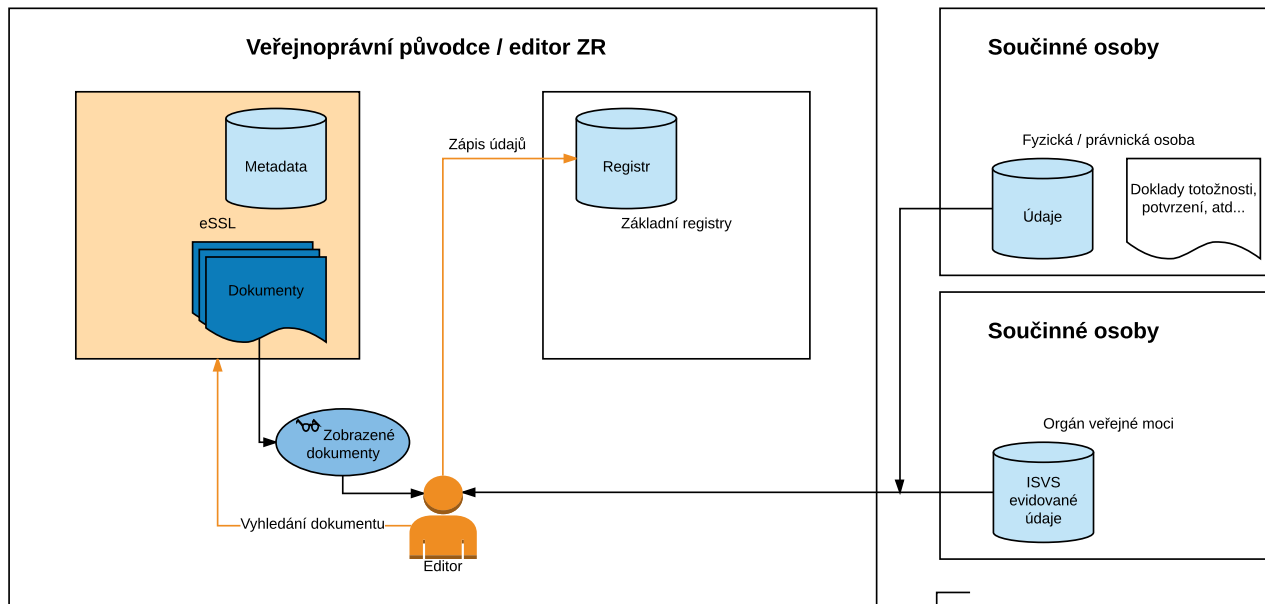 Veřejnoprávní původce / editor ZR
Metadata
eSSL
Dokumenty
Zápis údajů
Registr
Základní registry
Zobrazené
dokumenty
Vyhledání dokumentu
Editor
Součinné osoby
Fyzická / právnická osoba
Údaje
Doklady totožnosti,
potvrzení, atd...
Součinné osoby
Orgán veřejné moci
ISVS
evidované
údaje